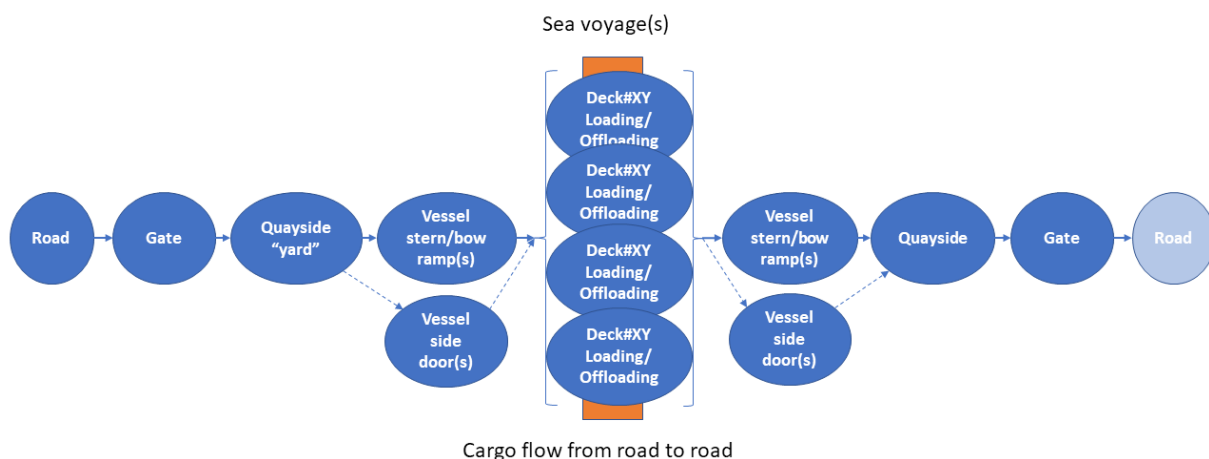 Sea voyage(s)
Deck#XY
Loading/
Offloading
Deck#XY
Loading/
Offloading
Deck#XY
Loading/
Offloading
Deck#XY
Loading/
Offloading
Road
Gate
Quayside
“yard”
Vessel
stern/bow
ramp(s)
Vessel
side
door(s)
Vessel
stern/bow
ramp(s)
Vessel
side
door(s)
Quayside
Gate
Road
Cargo flow from road to road